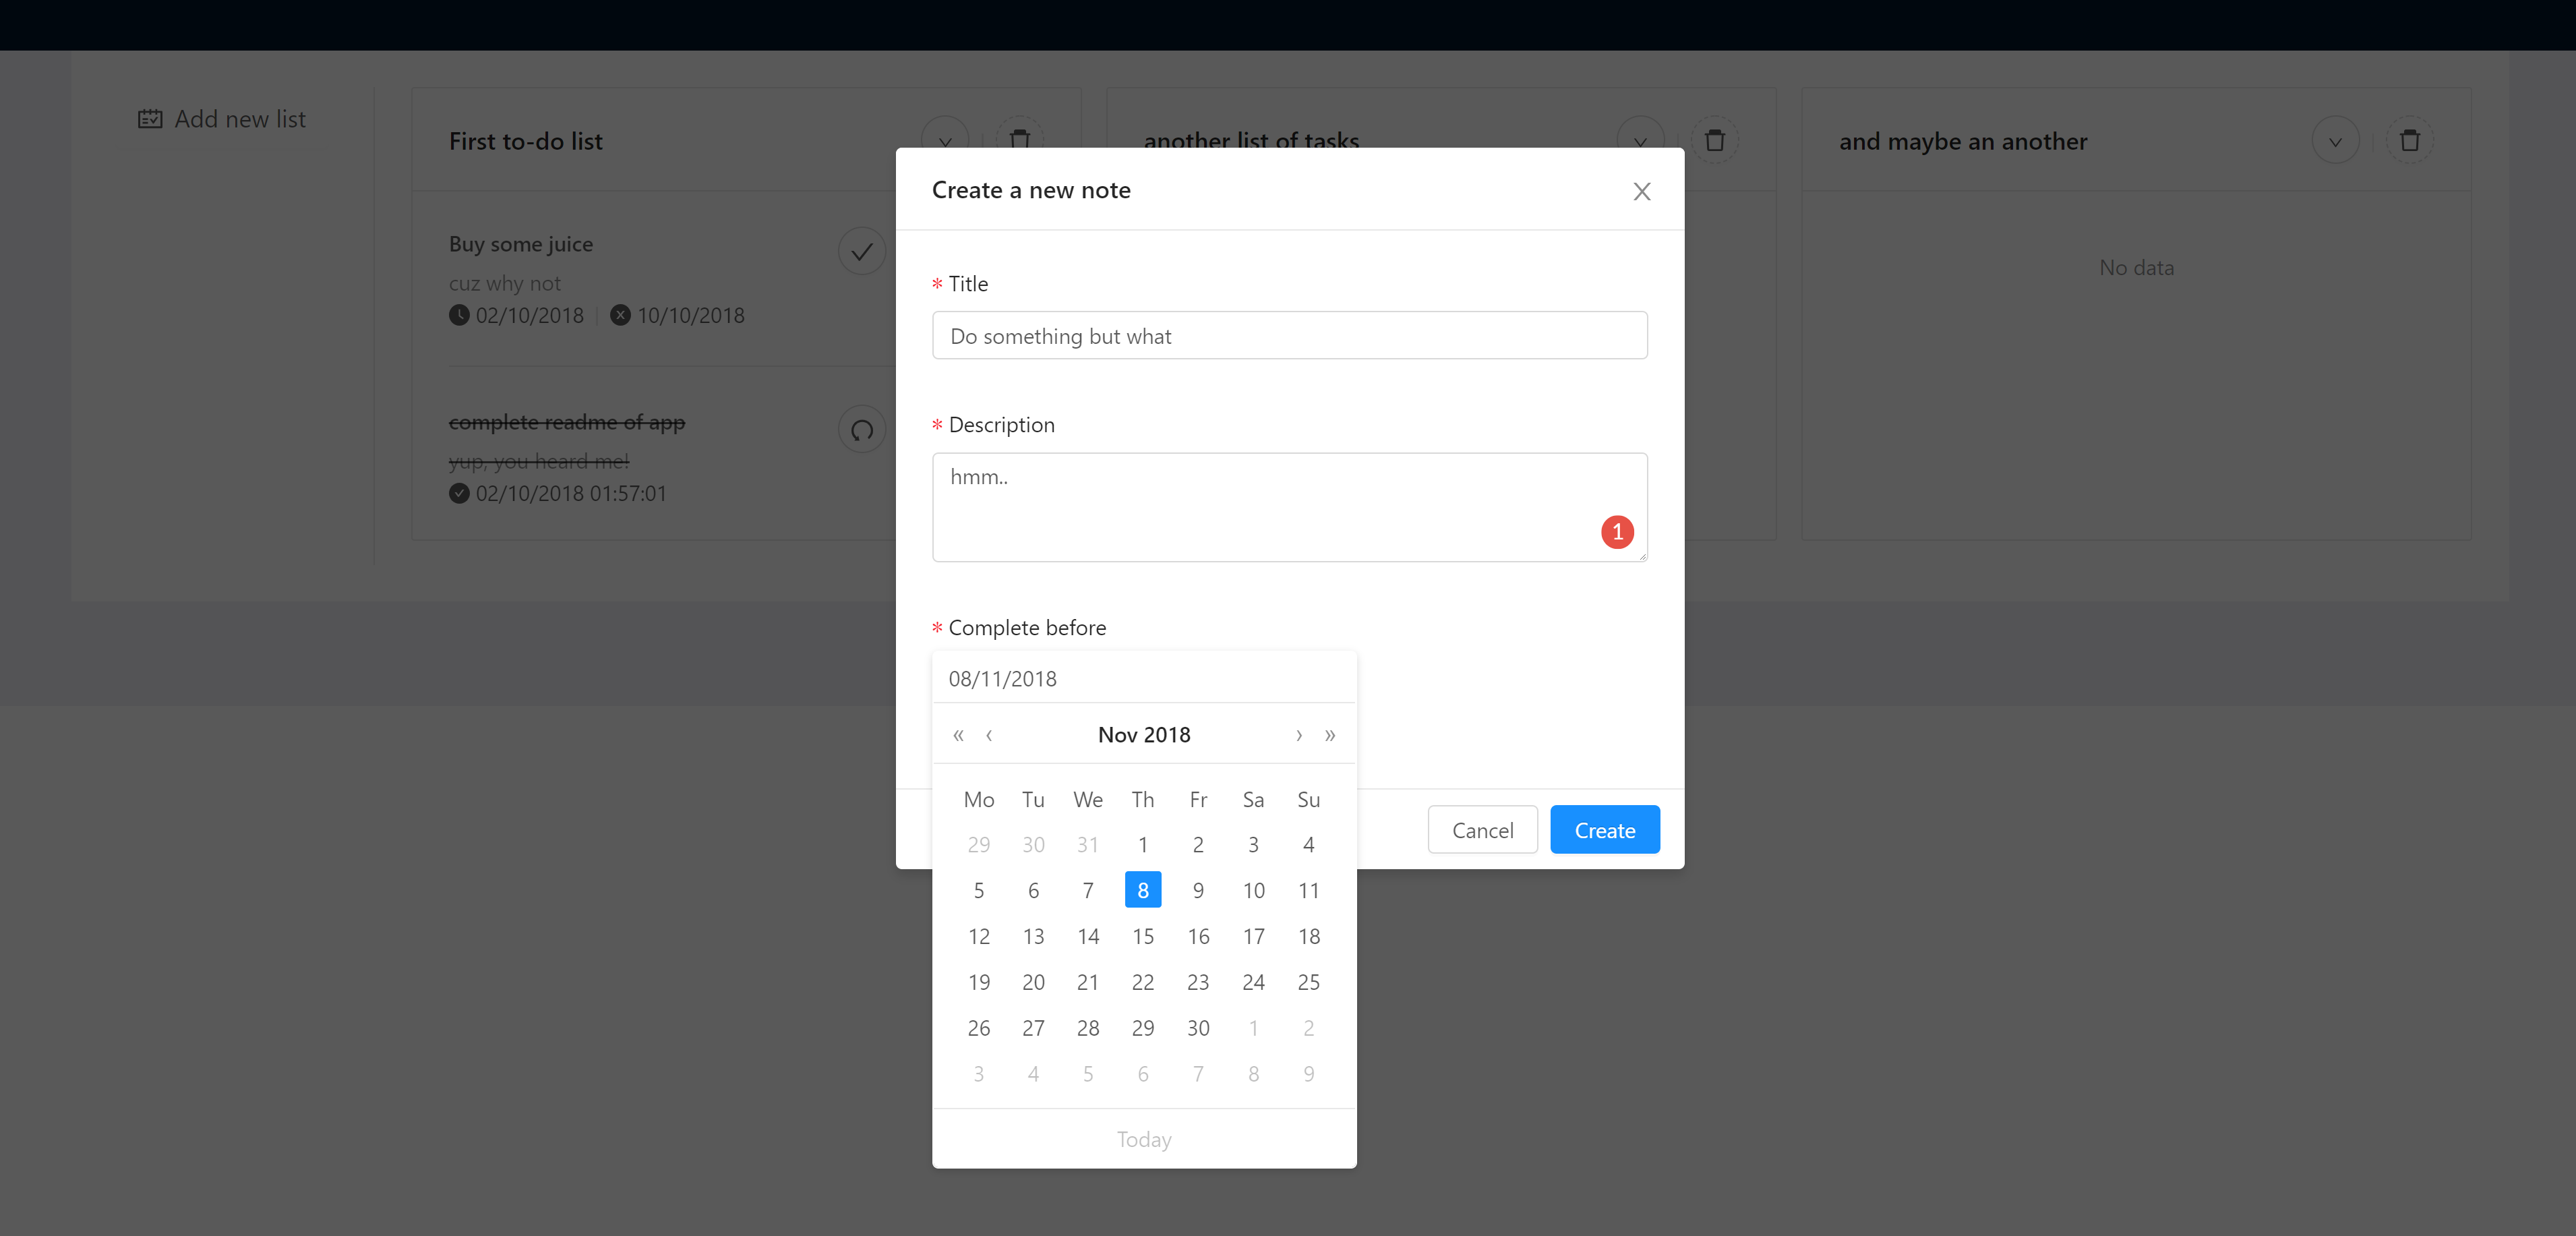 Add new list
First to-do list
another list of tasks
and maybe an another
Buy some juice
cuz why not
02/10/2018 10/10/2018
complete readme of app
yup, you heard me!
02/10/2018 01:57:01
No data
Create a new note
* Title
Do something but what
* Description
hmm..
1
* Complete before
08/11/2018
« ‹ Nov 2018 › »
Mo Tu We Th Fr Sa Su
29 30 31 1 2 3 4
5 6 7 8 9 10 11
12 13 14 15 16 17 18
19 20 21 22 23 24 25
26 27 28 29 30 1 2
3 4 5 6 7 8 9
Today
Cancel Create